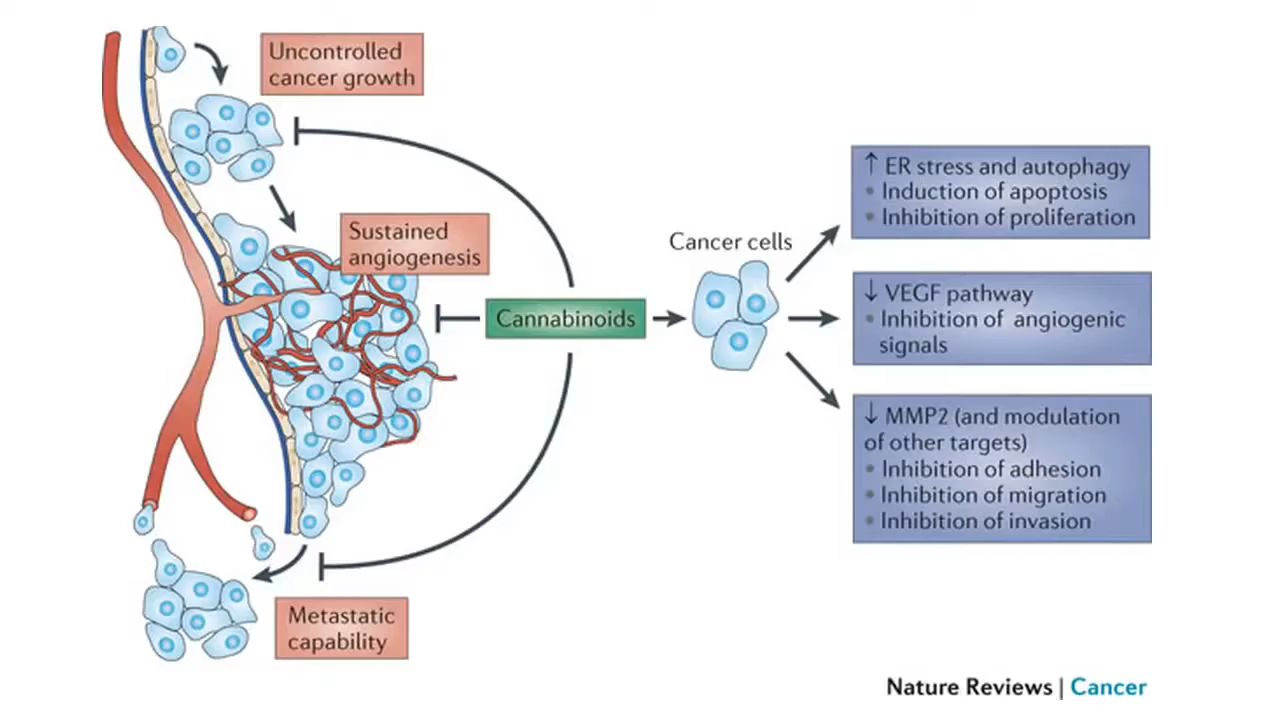 Uncontrolled
cancer growth
Sustained
angiogenesis
Cannabinoids
Metastatic
capability
Cancer cells
↑ ER stress and autophagy
• Induction of apoptosis
• Inhibition of proliferation
↓ VEGF pathway
• Inhibition of angiogenic
signals
↓ MMP2 (and modulation
of other targets)
• Inhibition of adhesion
• Inhibition of migration
• Inhibition of invasion
Nature Reviews | Cancer